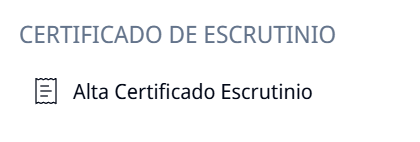 CERTIFICADO DE ESCRUTINIO
Alta Certificado Escrutinio